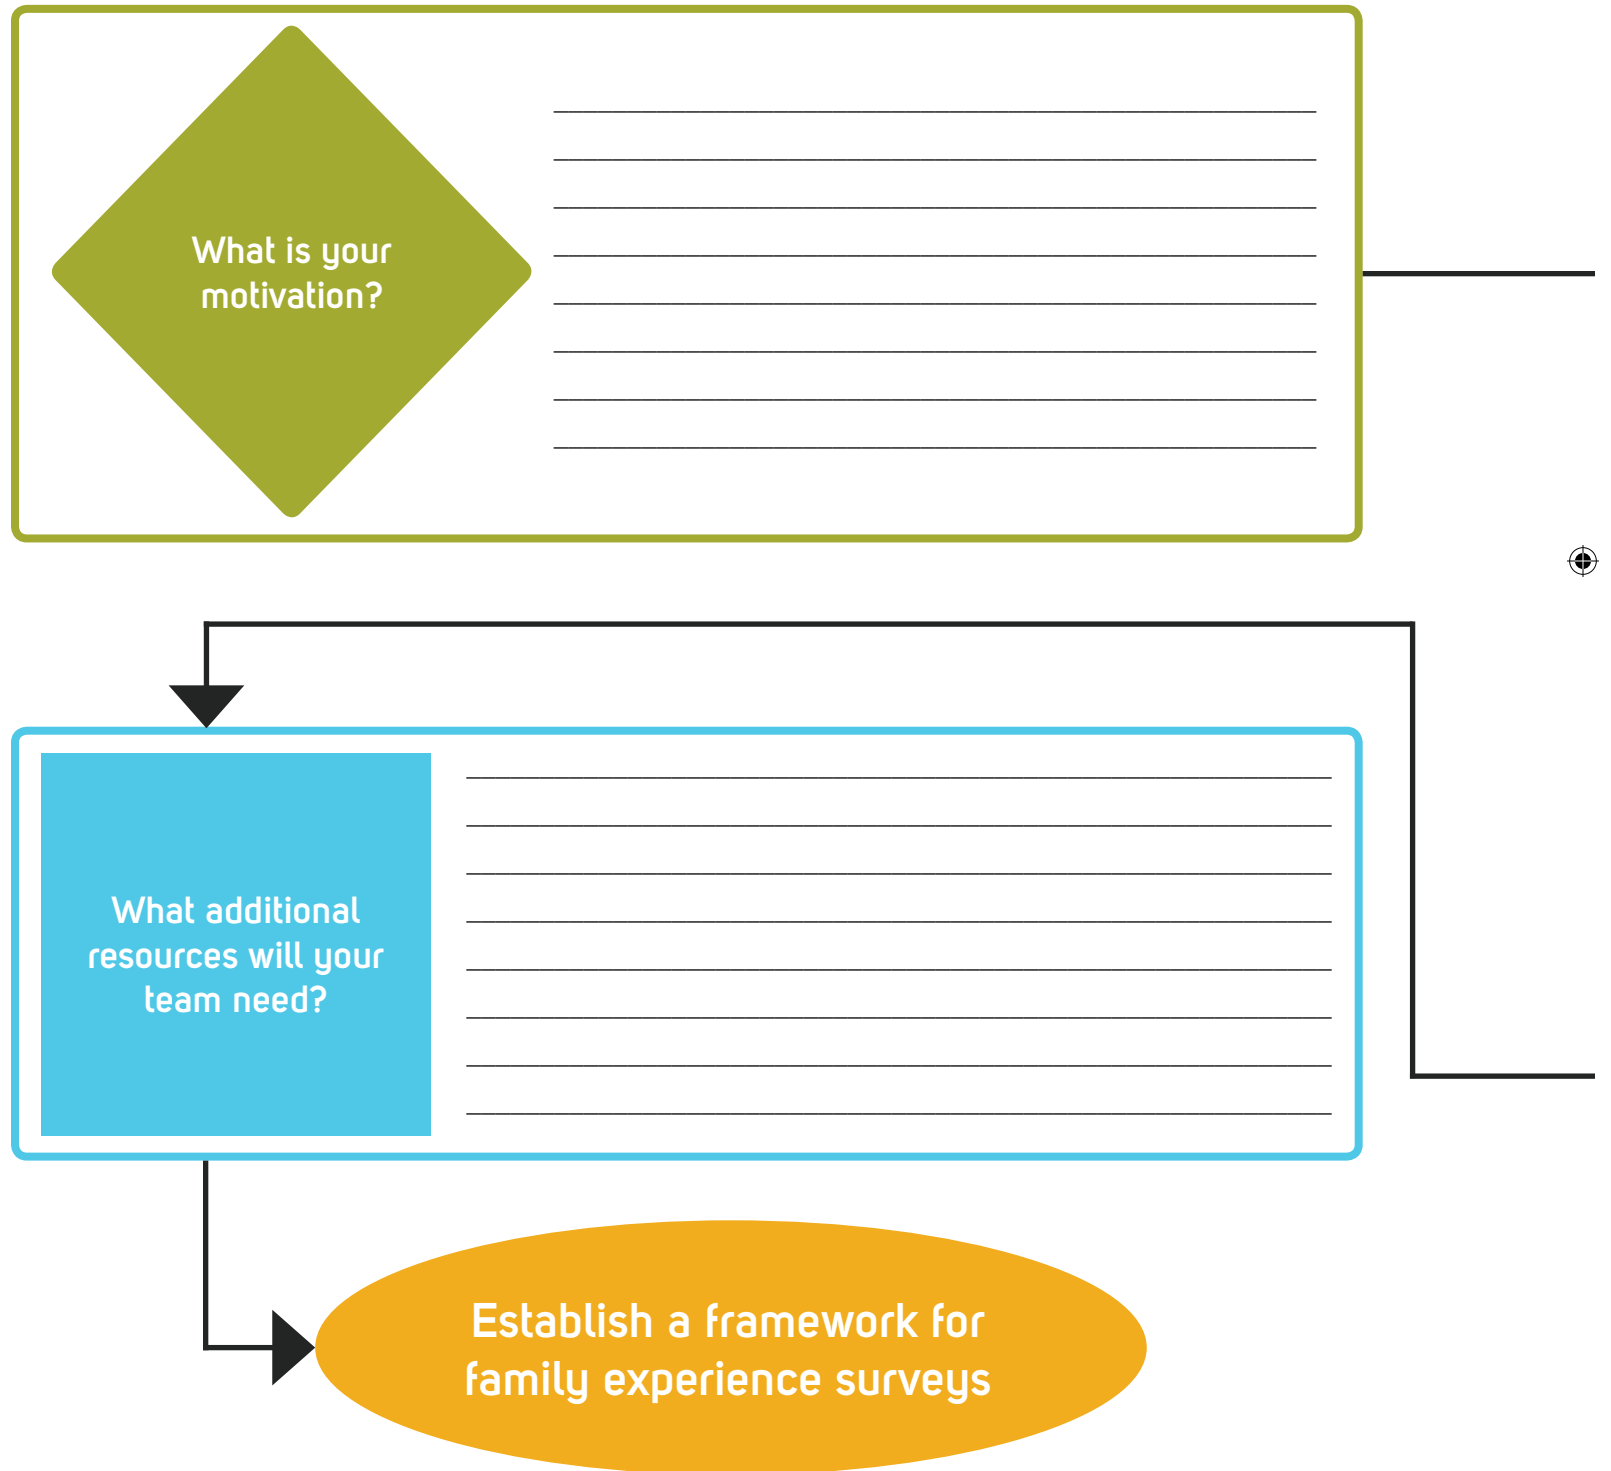 What is your
motivation?
What additional
resources will your
team need?
Establish a framework for
family experience surveys